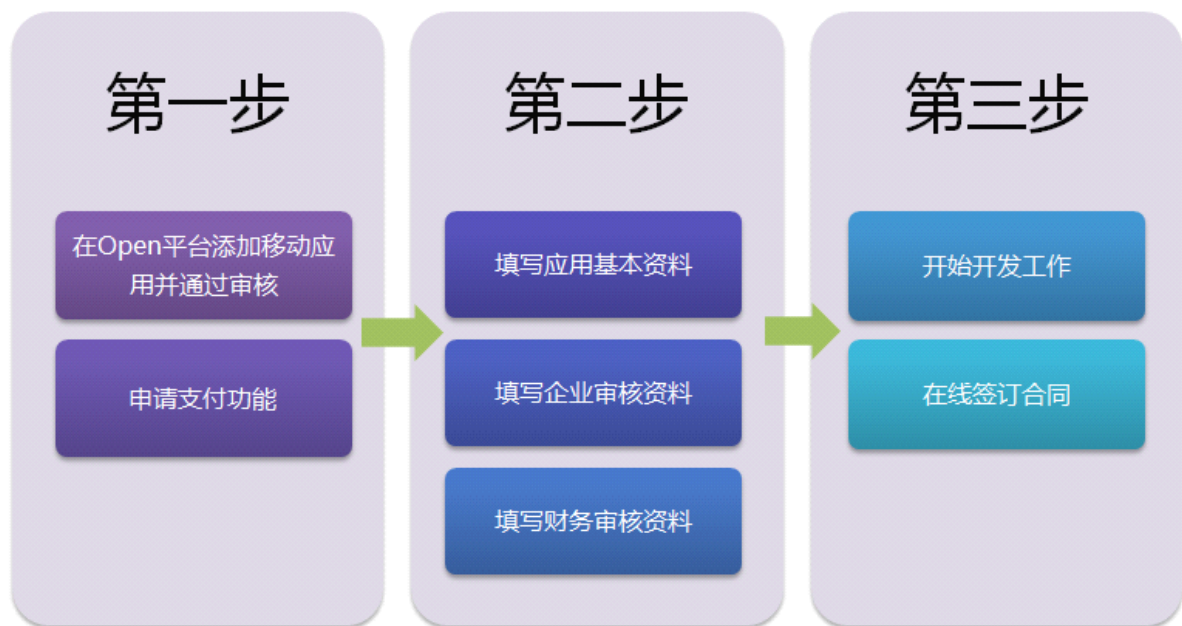 第一步
在Open平台添加移动应
用并通过审核
申请支付功能
第二步
填写应用基本资料
填写企业审核资料
填写财务审核资料
第三步
开始开发工作
在线签订合同